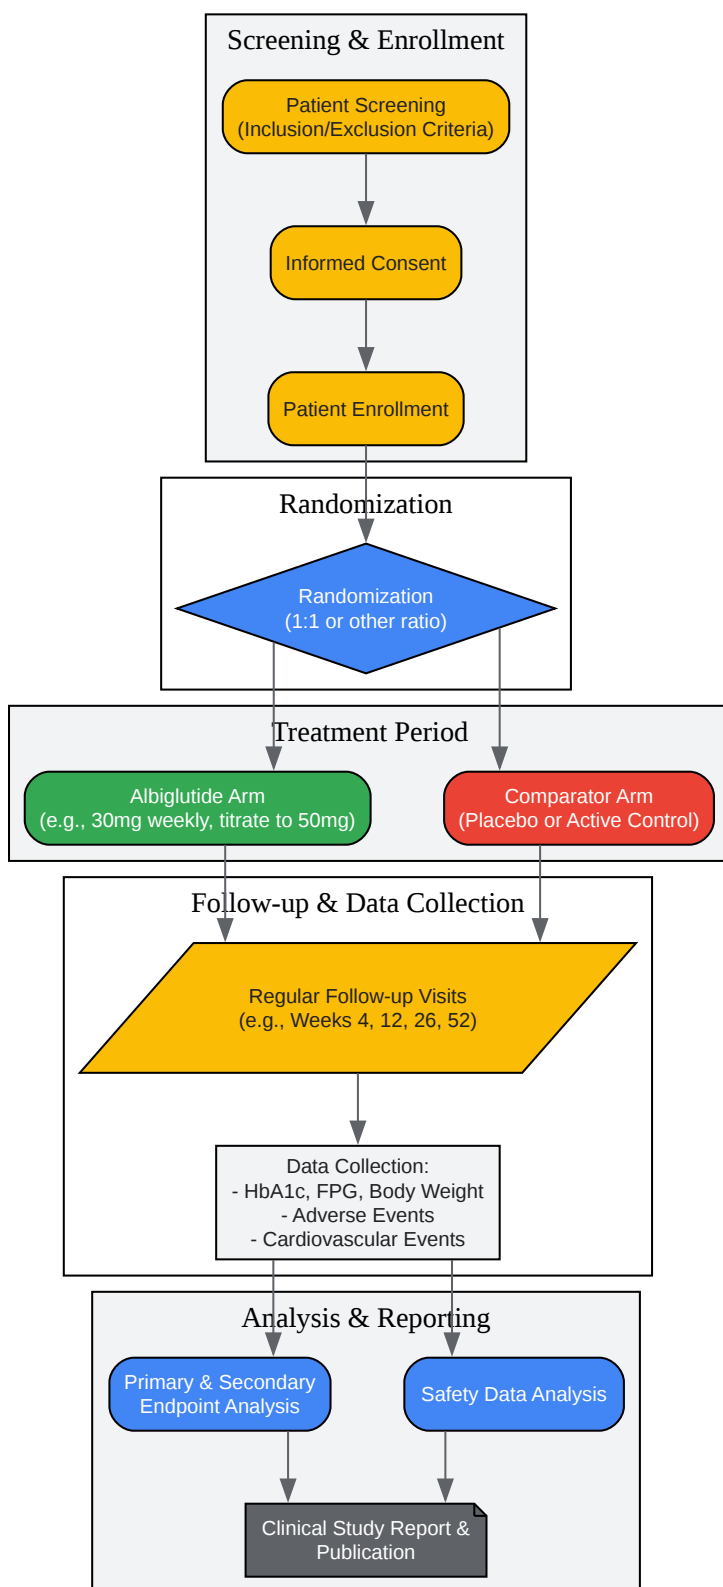 Screening & Enrollment
Patient Screening
(Inclusion/Exclusion Criteria)
Informed Consent
Patient Enrollment
Randomization
Randomization
(1:1 or other ratio)
Treatment Period
Albiglutide Arm
(e.g., 30mg weekly, titrate to 50mg)
Comparator Arm
(Placebo or Active Control)
Follow-up & Data Collection
Regular Follow-up Visits
(e.g., Weeks 4, 12, 26, 52)
Data Collection:
- HbA1c, FPG, Body Weight
- Adverse Events
- Cardiovascular Events
Analysis & Reporting
Primary & Secondary
Endpoint Analysis
Safety Data Analysis
Clinical Study Report &
Publication